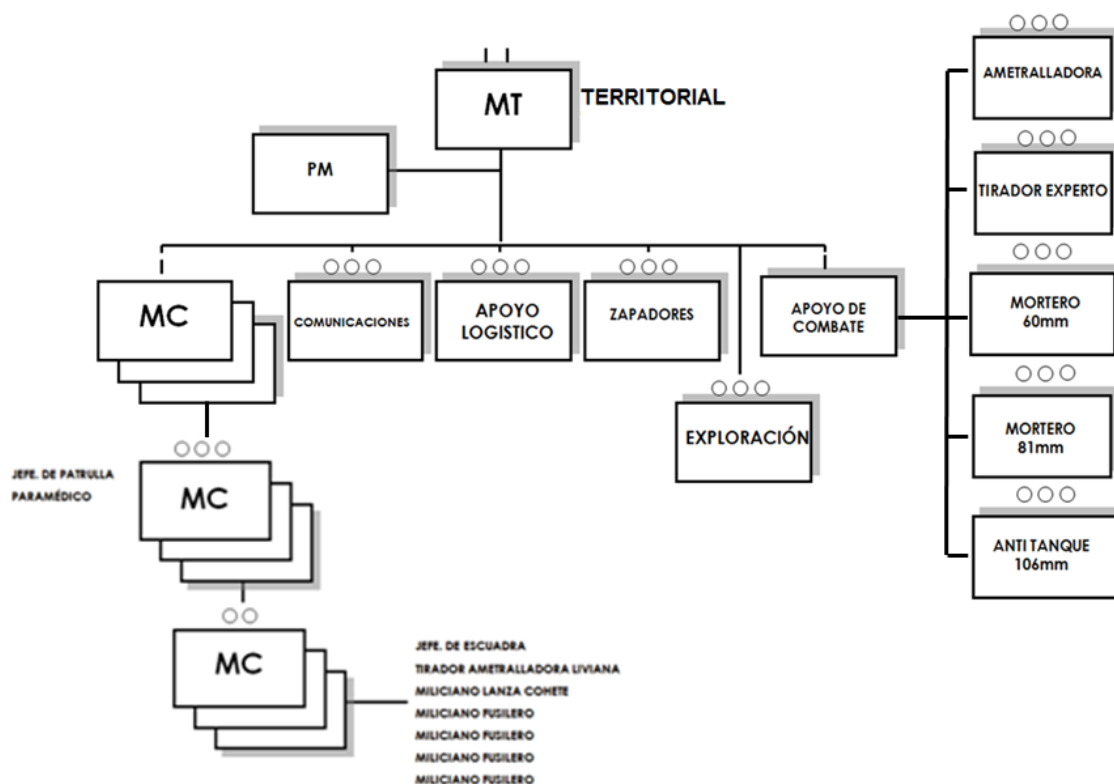 AMETRALLADORA
MT
TERRITORIAL
PM
TIRADOR EXPERTO
MC
COMUNICACIONES
APOYO
LOGISTICO
ZAPADORES
APOYO DE
COMBATE
MORTERO
60mm
EXPLORACIÓN
MORTERO
81mm
JEFE. DE PATRULLA
PARAMÉDICO
MC
ANTI TANQUE
106mm
MC
JEFE. DE ESCUADRA
TIRADOR AMETRALLADORA LIVIANA
MILICIANO LANZA COHETE
MILICIANO FUSILERO
MILICIANO FUSILERO
MILICIANO FUSILERO
MILICIANO FUSILERO